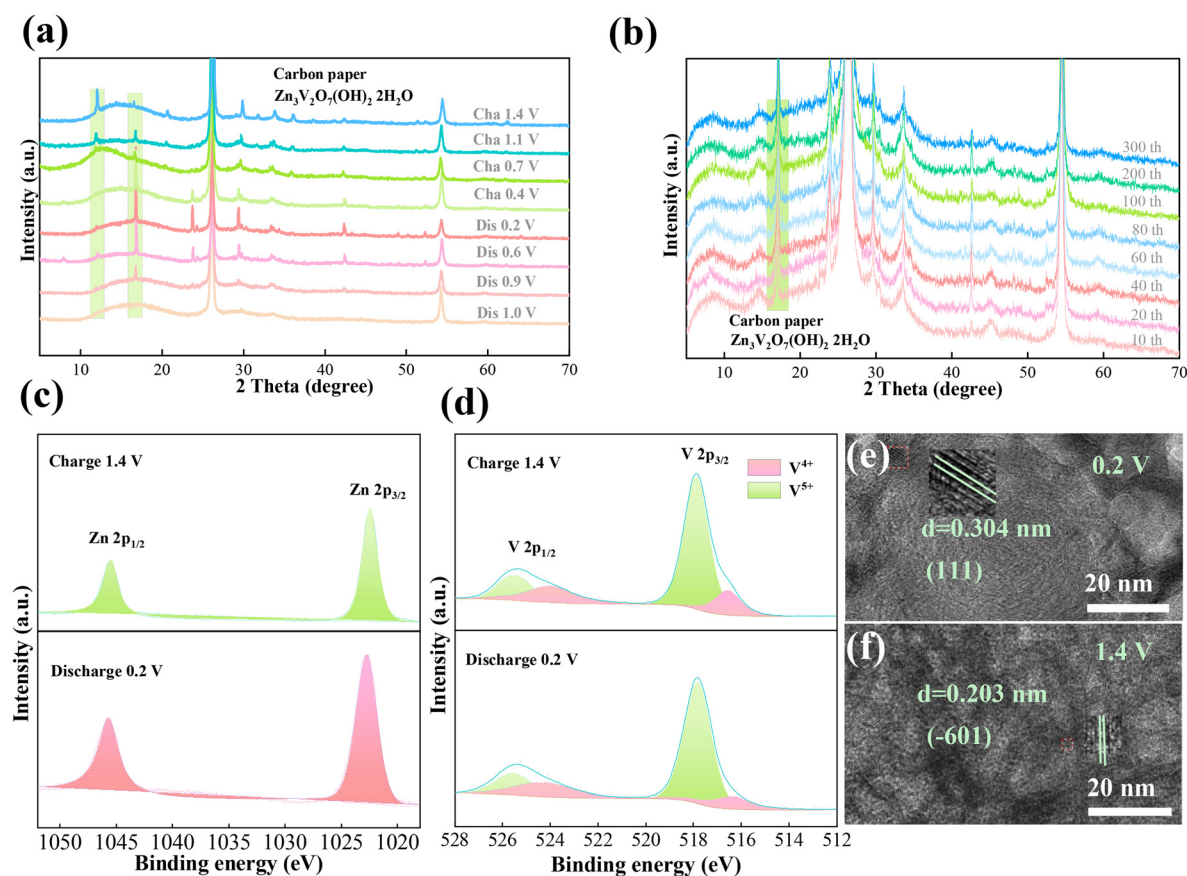 (a)
Intensity (a.u.)
Carbon paper
Zn₃V₂O₇(OH)₂ 2H₂O
Cha 1.4 V
Cha 1.1 V
Cha 0.7 V
Cha 0.4 V
Dis 0.2 V
Dis 0.6 V
Dis 0.9 V
Dis 1.0 V
10 20 30 40 50 60 70
2 Theta (degree)
(b)
Intensity (a.u.)
300 th
200 th
100 th
80 th
60 th
40 th
20 th
10 th
Carbon paper
Zn₃V₂O₇(OH)₂ 2H₂O
10 20 30 40 50 60 70
2 Theta (degree)
(c)
Intensity (a.u.)
Charge 1.4 V
Zn 2p₃/₂
Zn 2p₁/₂
Discharge 0.2 V
1050 1045 1040 1035 1030 1025 1020
Binding energy (eV)
(d)
Intensity (a.u.)
Charge 1.4 V
V 2p₃/₂
V⁴⁺
V⁵⁺
V 2p₁/₂
Discharge 0.2 V
528 526 524 522 520 518 516 514 512
Binding energy (eV)
(e)
0.2 V
d=0.304 nm
(111)
20 nm
(f)
1.4 V
d=0.203 nm
(-601)
20 nm